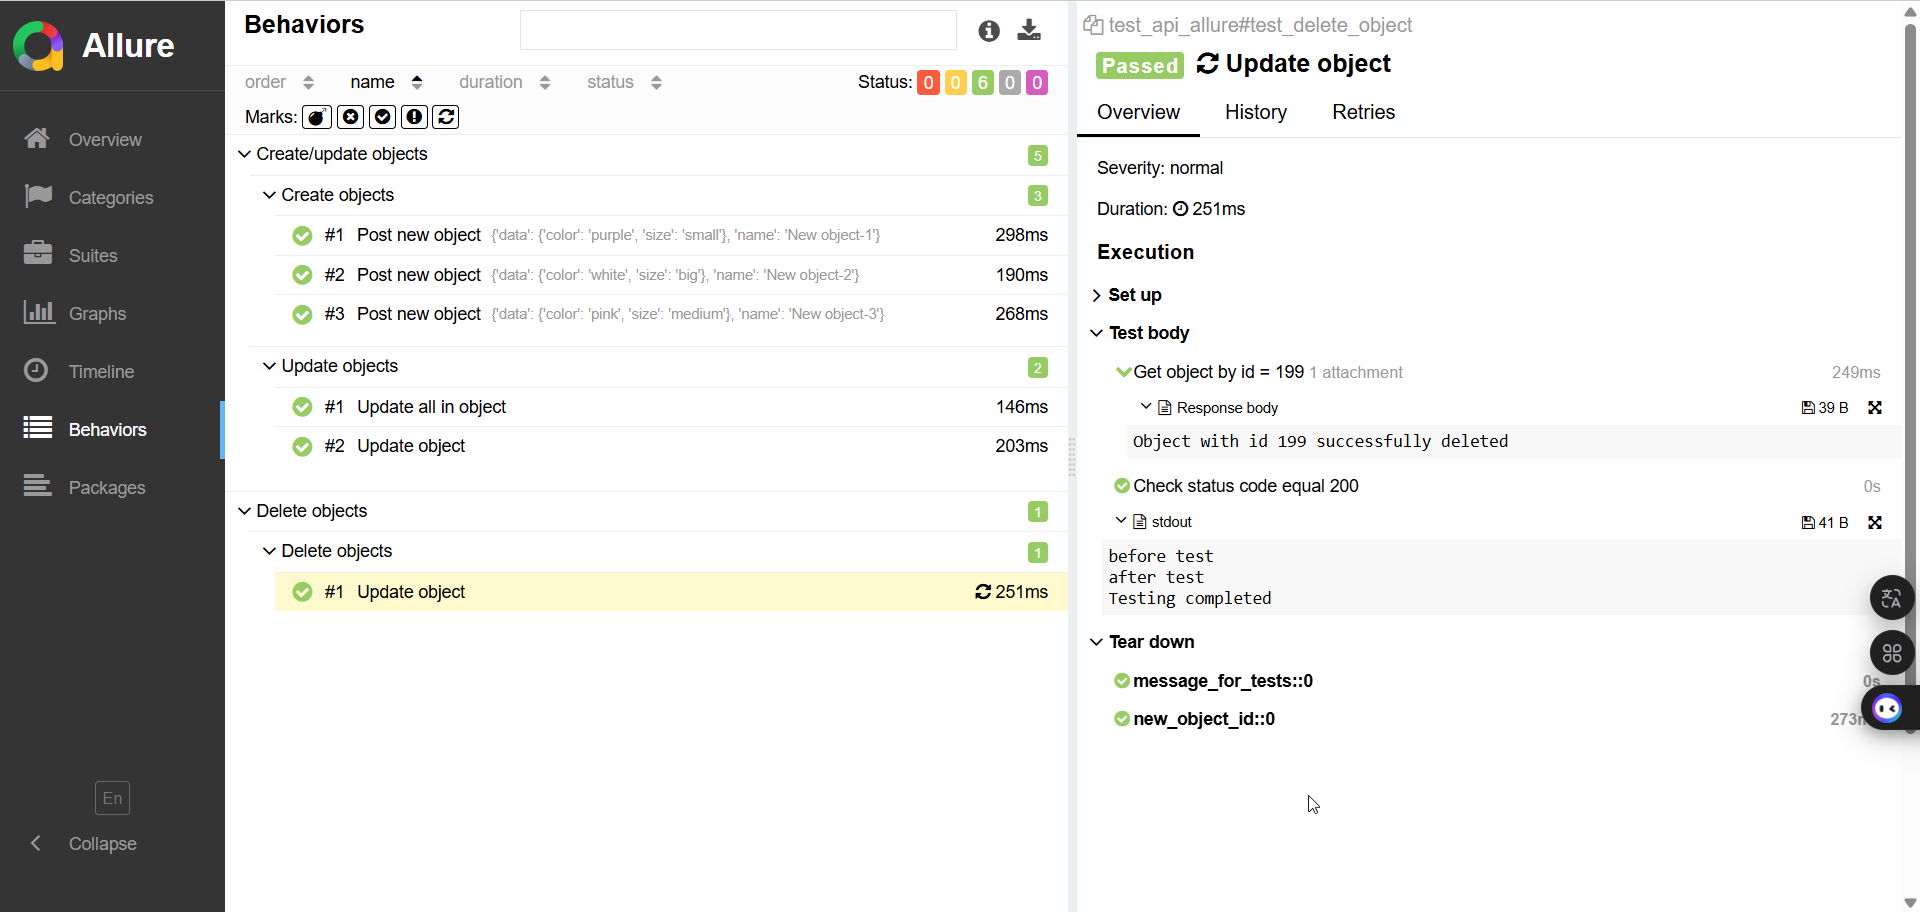 Allure
Overview
Categories
Suites
Graphs
Timeline
Behaviors
Packages
En
Collapse
Behaviors
order name duration status Status: 0 0 6 0 0
Marks:
Create/update objects 5
Create objects 3
#1 Post new object {'data': {'color': 'purple', 'size': 'small'}, 'name': 'New object-1'} 298ms
#2 Post new object {'data': {'color': 'white', 'size': 'big'}, 'name': 'New object-2'} 190ms
#3 Post new object {'data': {'color': 'pink', 'size': 'medium'}, 'name': 'New object-3'} 268ms
Update objects 2
#1 Update all in object 146ms
#2 Update object 203ms
Delete objects 1
Delete objects 1
#1 Update object 251ms
test_api_allure#test_delete_object
Passed Update object
Overview History Retries
Severity: normal
Duration: 251ms
Execution
Set up
Test body
Get object by id = 199 1 attachment 249ms
Response body 39 B
Object with id 199 successfully deleted
Check status code equal 200 0s
stdout 41 B
before test
after test
Testing completed
Tear down
message_for_tests::0 0s
new_object_id::0